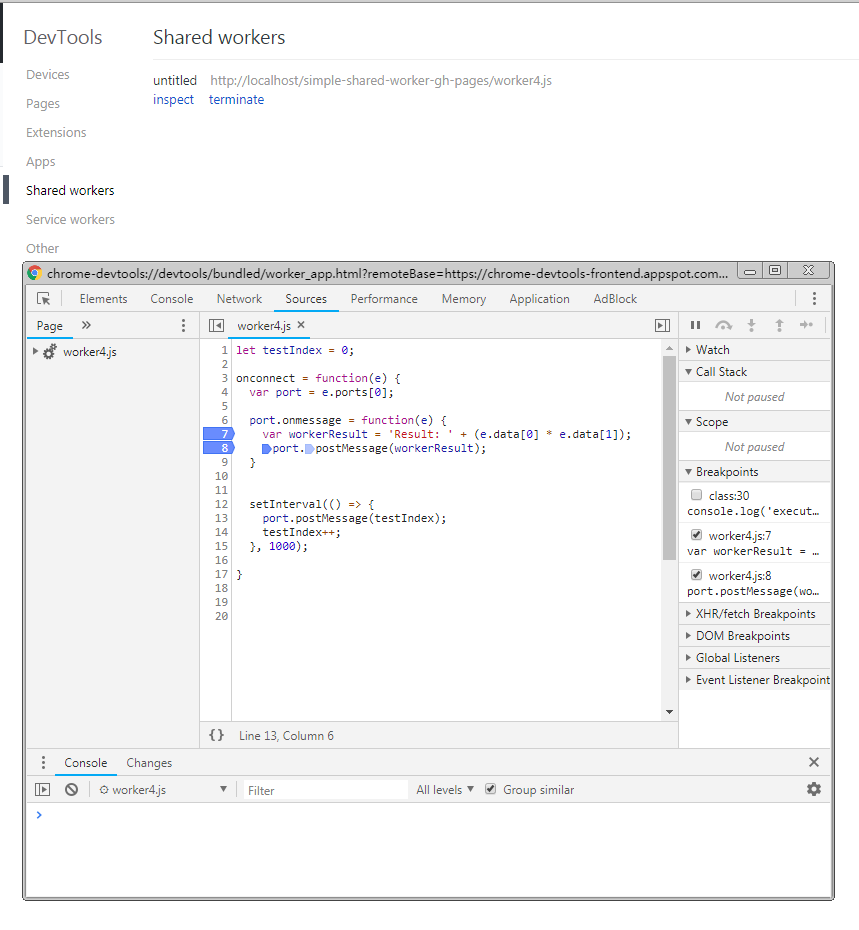 DevTools
Devices
Pages
Extensions
Apps
Shared workers
Service workers
Other
Shared workers
untitled http://localhost/simple-shared-worker-gh-pages/worker4.js
inspect terminate
chrome-devtools://devtools/bundled/worker_app.html?remoteBase=https://chrome-devtools-frontend.appspot.com...
Elements Console Network Sources Performance Memory Application AdBlock
Page »
worker4.js
worker4.js ×
1 let testIndex = 0;
2
3 onconnect = function(e) {
4 var port = e.ports[0];
5
6 port.onmessage = function(e) {
7 var workerResult = 'Result: ' + (e.data[0] * e.data[1]);
8 port.postMessage(workerResult);
9 }
10
11
12 setInterval(() => {
13 port.postMessage(testIndex);
14 testIndex++;
15 }, 1000);
16
17 }
18
19
20
{} Line 13, Column 6
Watch
Call Stack
Not paused
Scope
Not paused
Breakpoints
class:30
console.log('execut…
worker4.js:7
var workerResult = …
worker4.js:8
port.postMessage(wo…
XHR/fetch Breakpoints
DOM Breakpoints
Global Listeners
Event Listener Breakpoint
Console Changes
worker4.js Filter All levels Group similar